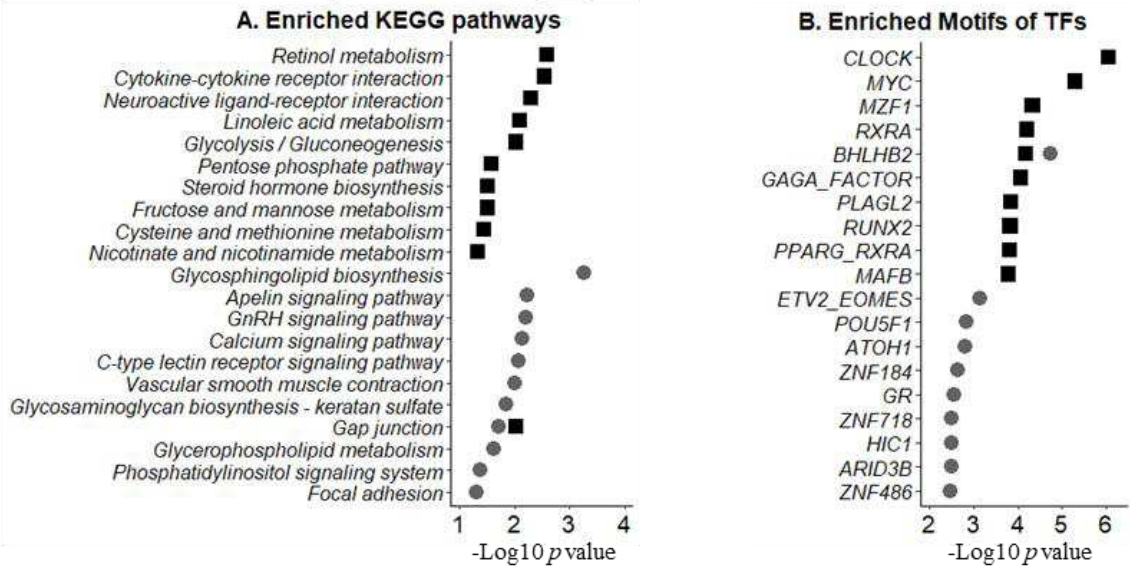 A. Enriched KEGG pathways
Retinol metabolism
Cytokine-cytokine receptor interaction
Neuroactive ligand-receptor interaction
Linoleic acid metabolism
Glycolysis / Gluconeogenesis
Pentose phosphate pathway
Steroid hormone biosynthesis
Fructose and mannose metabolism
Cysteine and methionine metabolism
Nicotinate and nicotinamide metabolism
Glycosphingolipid biosynthesis
Apelin signaling pathway
GnRH signaling pathway
Calcium signaling pathway
C-type lectin receptor signaling pathway
Vascular smooth muscle contraction
Glycosaminoglycan biosynthesis - keratan sulfate
Gap junction
Glycerophospholipid metabolism
Phosphatidylinositol signaling system
Focal adhesion
1 2 3 4
-Log10 p value
B. Enriched Motifs of TFs
CLOCK
MYC
MZF1
RXRA
BHLHB2
GAGA_FACTOR
PLAGL2
RUNX2
PPARG_RXRA
MAFB
ETV2_EOMES
POU5F1
ATOH1
ZNF184
GR
ZNF718
HIC1
ARID3B
ZNF486
2 3 4 5 6
-Log10 p value